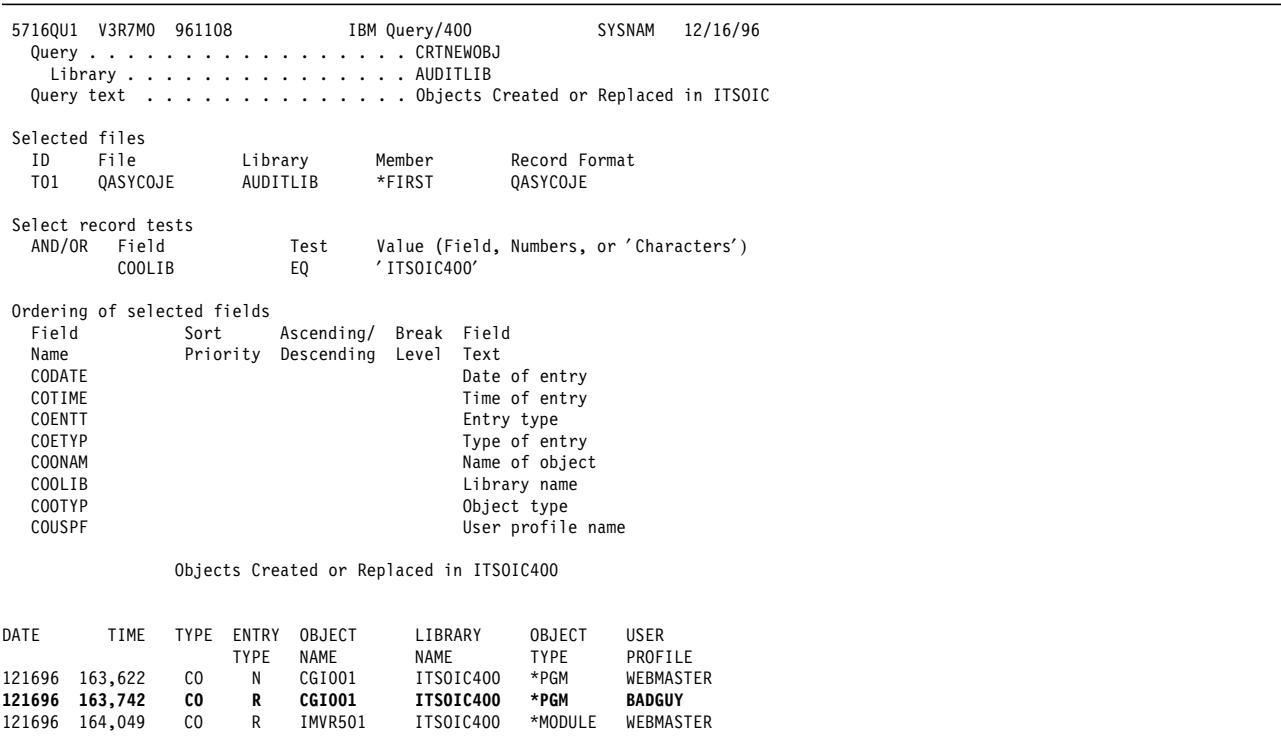 5716QU1 V3R7M0 961108 IBM Query/400 SYSNAM 12/16/96
Query . . . . . . . . . . . . . . . . . CRTNEWOBJ
Library . . . . . . . . . . . . . . . AUDITLIB
Query text . . . . . . . . . . . . . . Objects Created or Replaced in ITSOIC
Selected files
ID File Library Member Record Format
T01 QASYCOJE AUDITLIB *FIRST QASYCOJE
Select record tests
AND/OR Field Test Value (Field, Numbers, or ′Characters′)
COOLIB EQ ′ITSOIC400′
Ordering of selected fields
Field Sort Ascending/ Break Field
Name Priority Descending Level Text
CODATE Date of entry
COTIME Time of entry
COENTT Entry type
COETYP Type of entry
COONAM Name of object
COOLIB Library name
COOTYP Object type
COUSPF User profile name
Objects Created or Replaced in ITSOIC400
DATE TIME TYPE ENTRY OBJECT LIBRARY OBJECT USER
TYPE NAME NAME TYPE PROFILE
121696 163,622 CO N CGI001 ITSOIC400 *PGM WEBMASTER
121696 163,742 CO R CGI001 ITSOIC400 *PGM BADGUY
121696 164,049 CO R IMVR501 ITSOIC400 *MODULE WEBMASTER